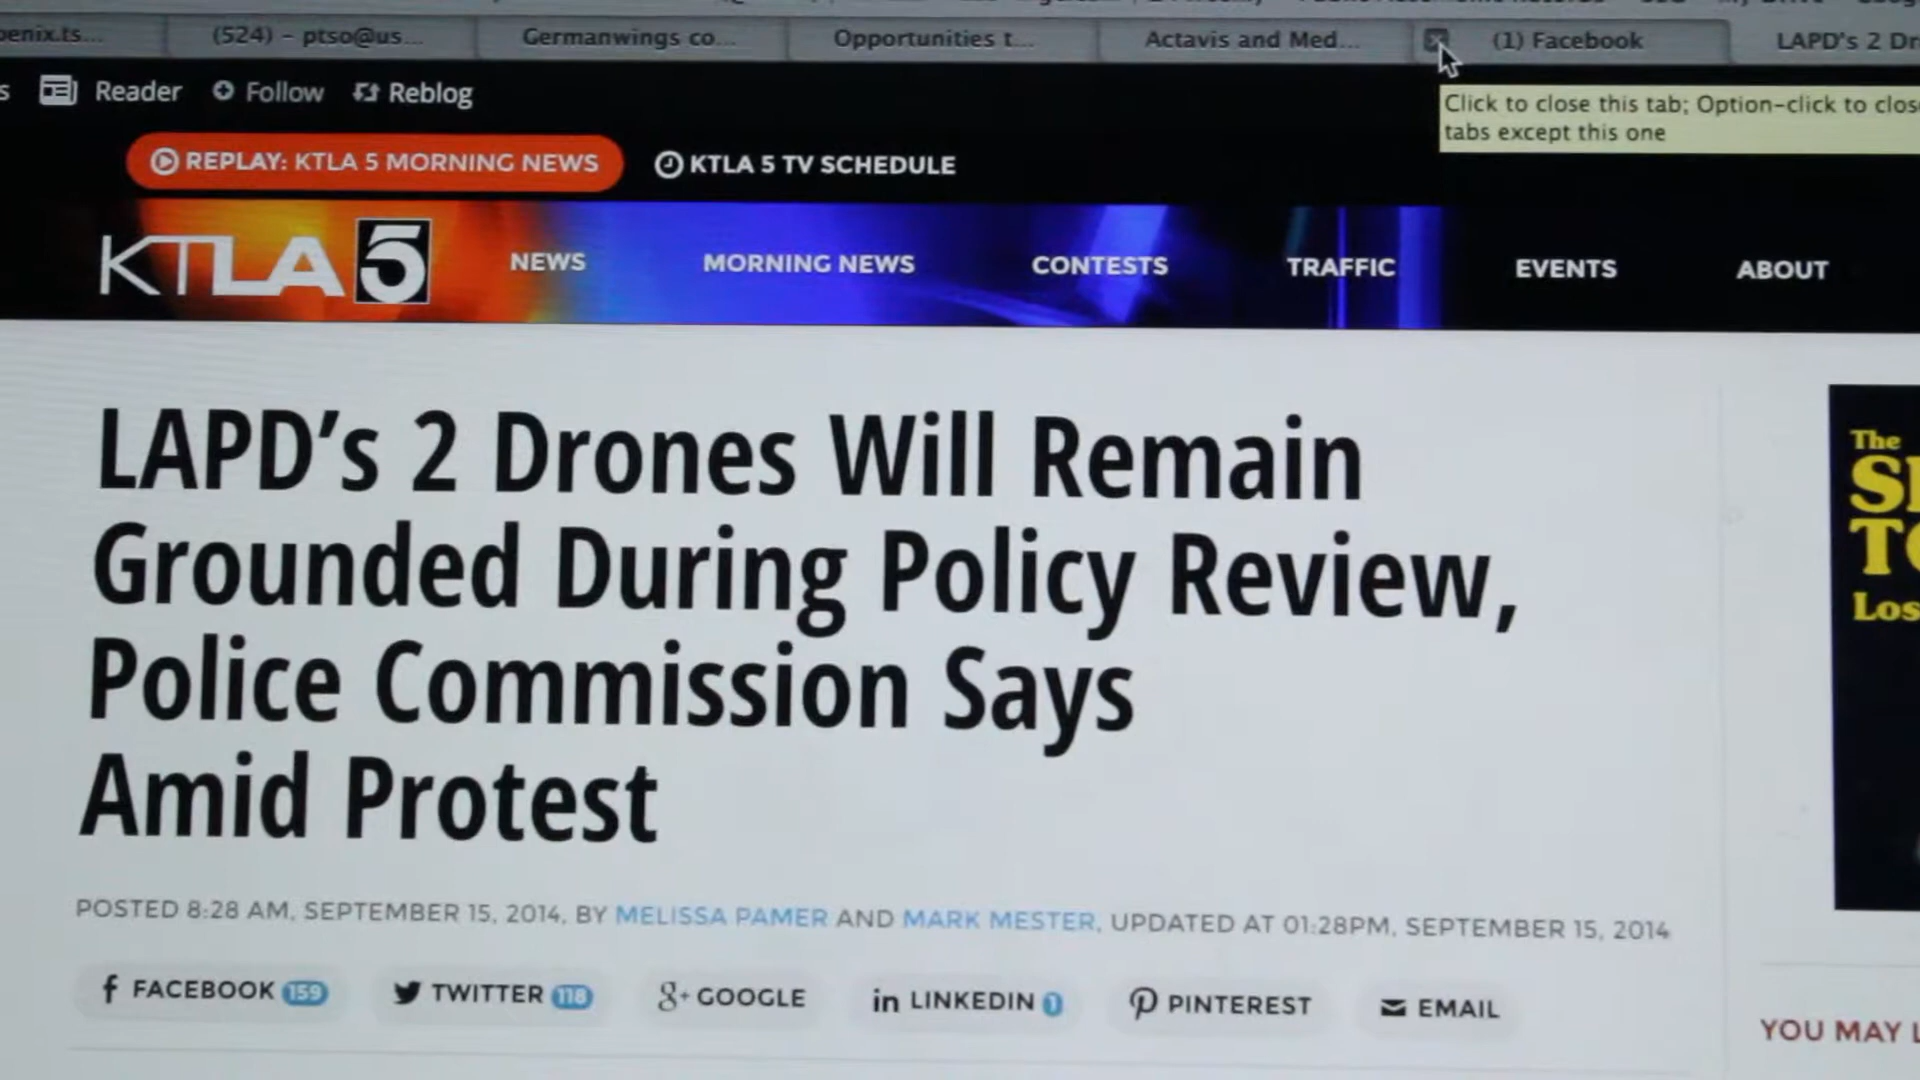 enix.ts...
(524) - ptso@us...
Germanwings co...
Opportunities t...
Actavis and Med...
(1) Facebook
LAPD's 2 Dr
s Reader Follow Reblog
Click to close this tab; Option-click to clos
tabs except this one
REPLAY: KTLA 5 MORNING NEWS
KTLA 5 TV SCHEDULE
KTLA 5
NEWS MORNING NEWS CONTESTS TRAFFIC EVENTS ABOUT
LAPD's 2 Drones Will Remain
Grounded During Policy Review,
Police Commission Says
Amid Protest
The
Los
POSTED 8:28 AM, SEPTEMBER 15, 2014, BY MELISSA PAMER AND MARK MESTER, UPDATED AT 01:28PM, SEPTEMBER 15, 2014
f FACEBOOK 159 TWITTER 118 g+ GOOGLE in LINKEDIN 1 PINTEREST EMAIL
YOU MAY L